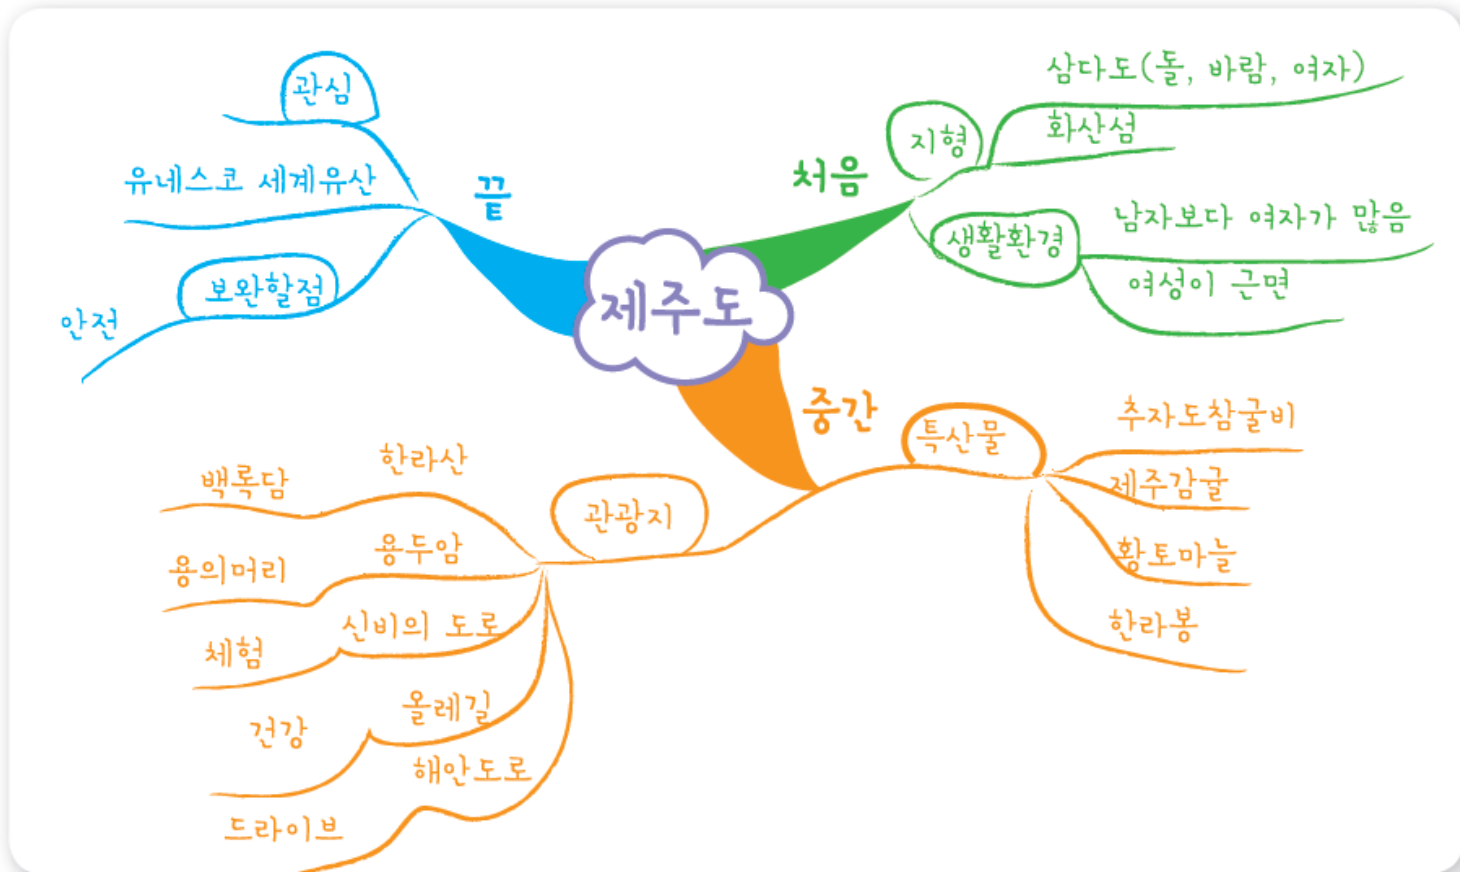 제주도
처음
지형
삼다도(돌, 바람, 여자)
화산섬
생활환경
남자보다 여자가 많음
여성이 근면
중간
특산물
추자도참굴비
제주감귤
황토마늘
한라봉
관광지
한라산
백록담
용두암
용의머리
신비의 도로
체험
올레길
건강
해안도로
드라이브
끝
관심
유네스코 세계유산
보완할점
안전